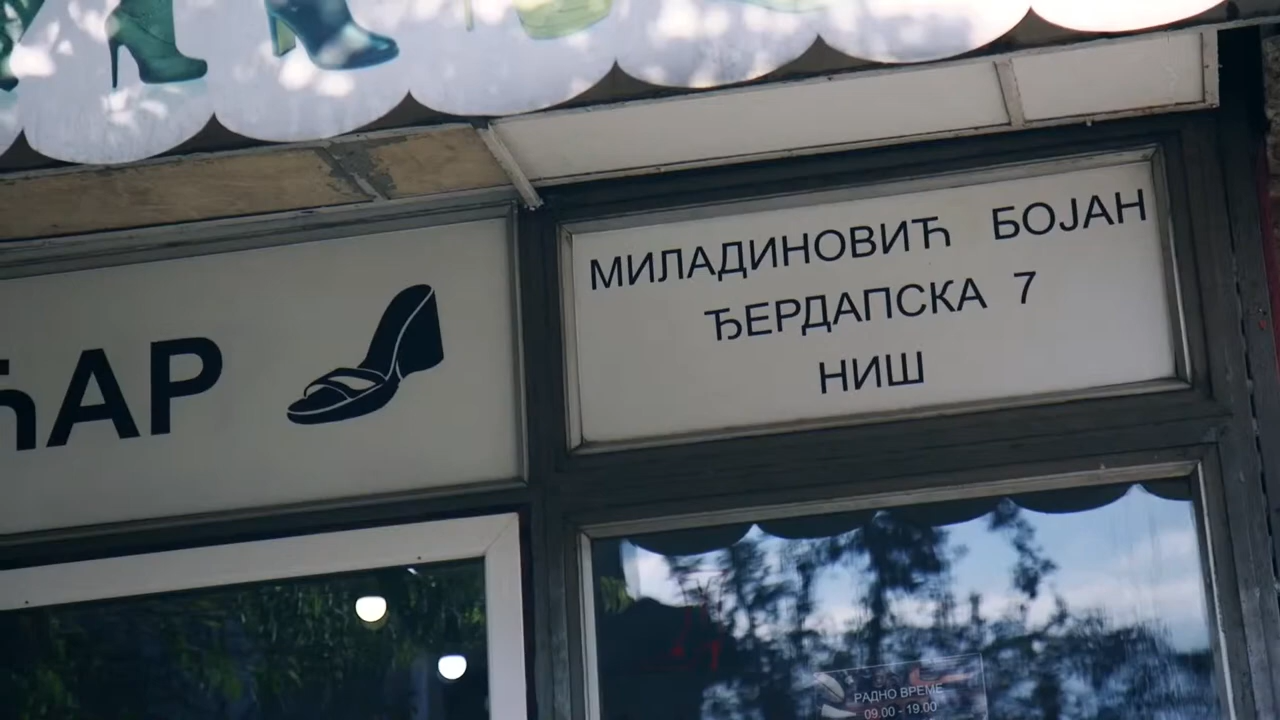 ЋАР
МИЛАДИНОВИЋ БОЈАН
ЂЕРДАПСКА 7
НИШ
РАДНО ВРЕМЕ
09.00 - 19.00